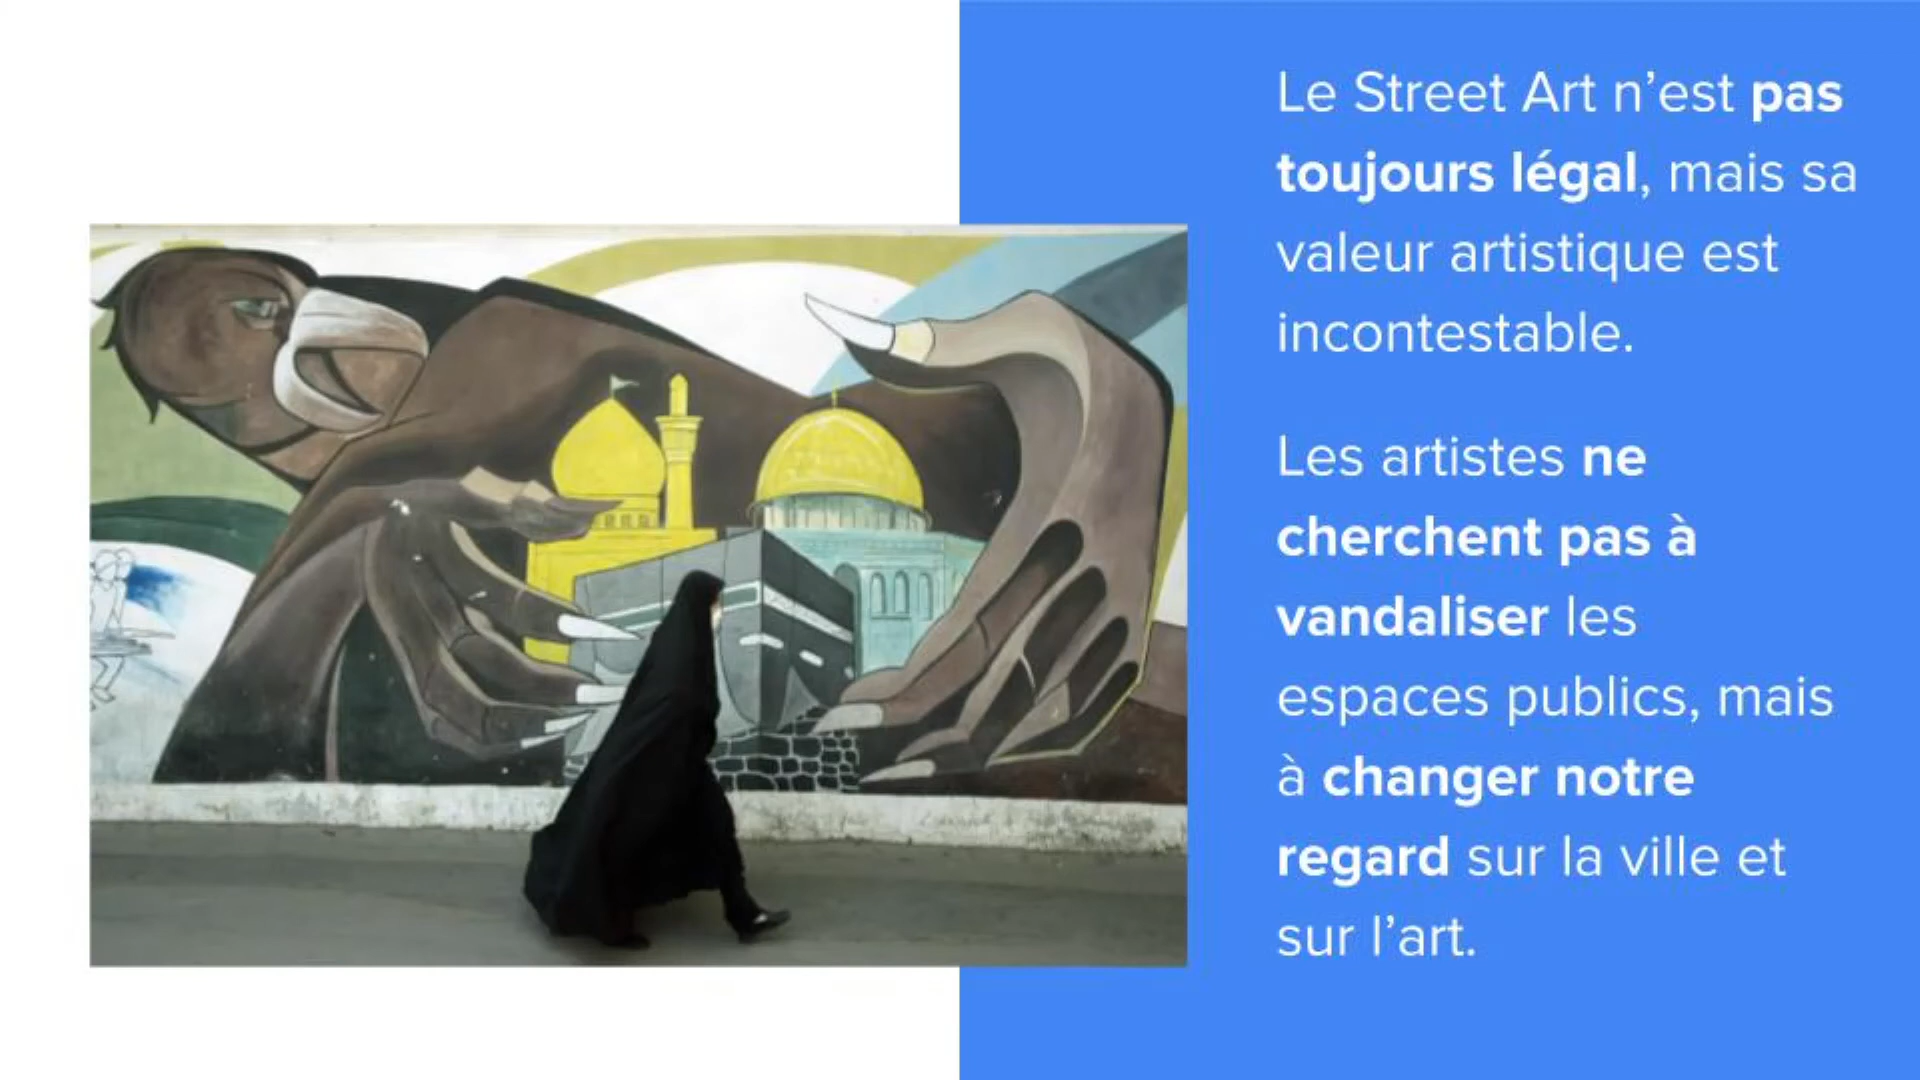 Le Street Art n’est pas
toujours légal, mais sa
valeur artistique est
incontestable.
Les artistes ne
cherchent pas à
vandaliser les
espaces publics, mais
à changer notre
regard sur la ville et
sur l’art.